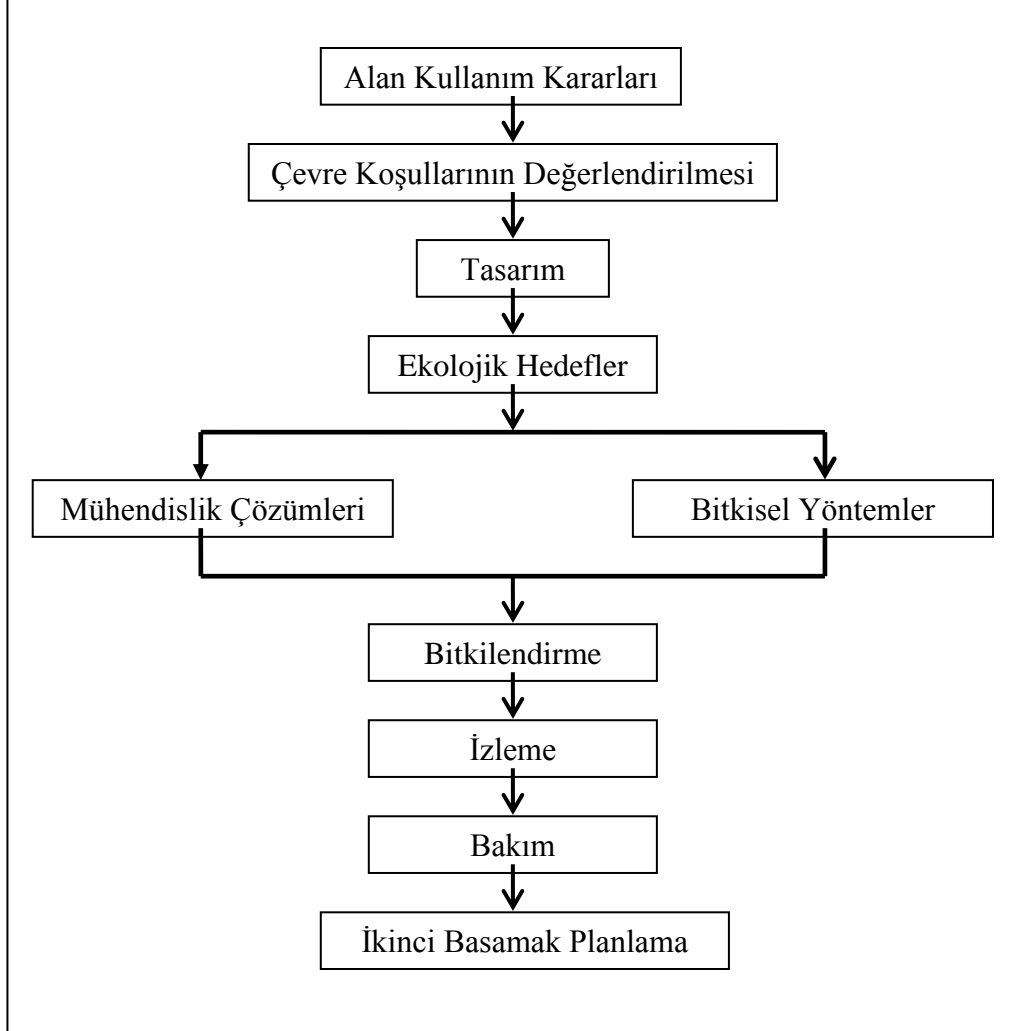 Alan Kullanım Kararları
Çevre Koşullarının Değerlendirilmesi
Tasarım
Ekolojik Hedefler
Mühendislik Çözümleri
Bitkisel Yöntemler
Bitkilendirme
İzleme
Bakım
İkinci Basamak Planlama